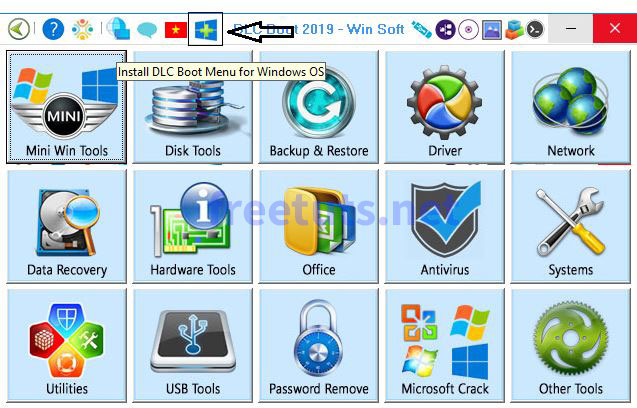 DLC Boot 2019 - Win Soft
Install DLC Boot Menu for Windows OS
MINI
Mini Win Tools
Disk Tools
Backup & Restore
Driver
Network
freetuts.net
Data Recovery
Hardware Tools
Office
Antivirus
Systems
Utilities
USB Tools
Password Remove
Microsoft Crack
Other Tools